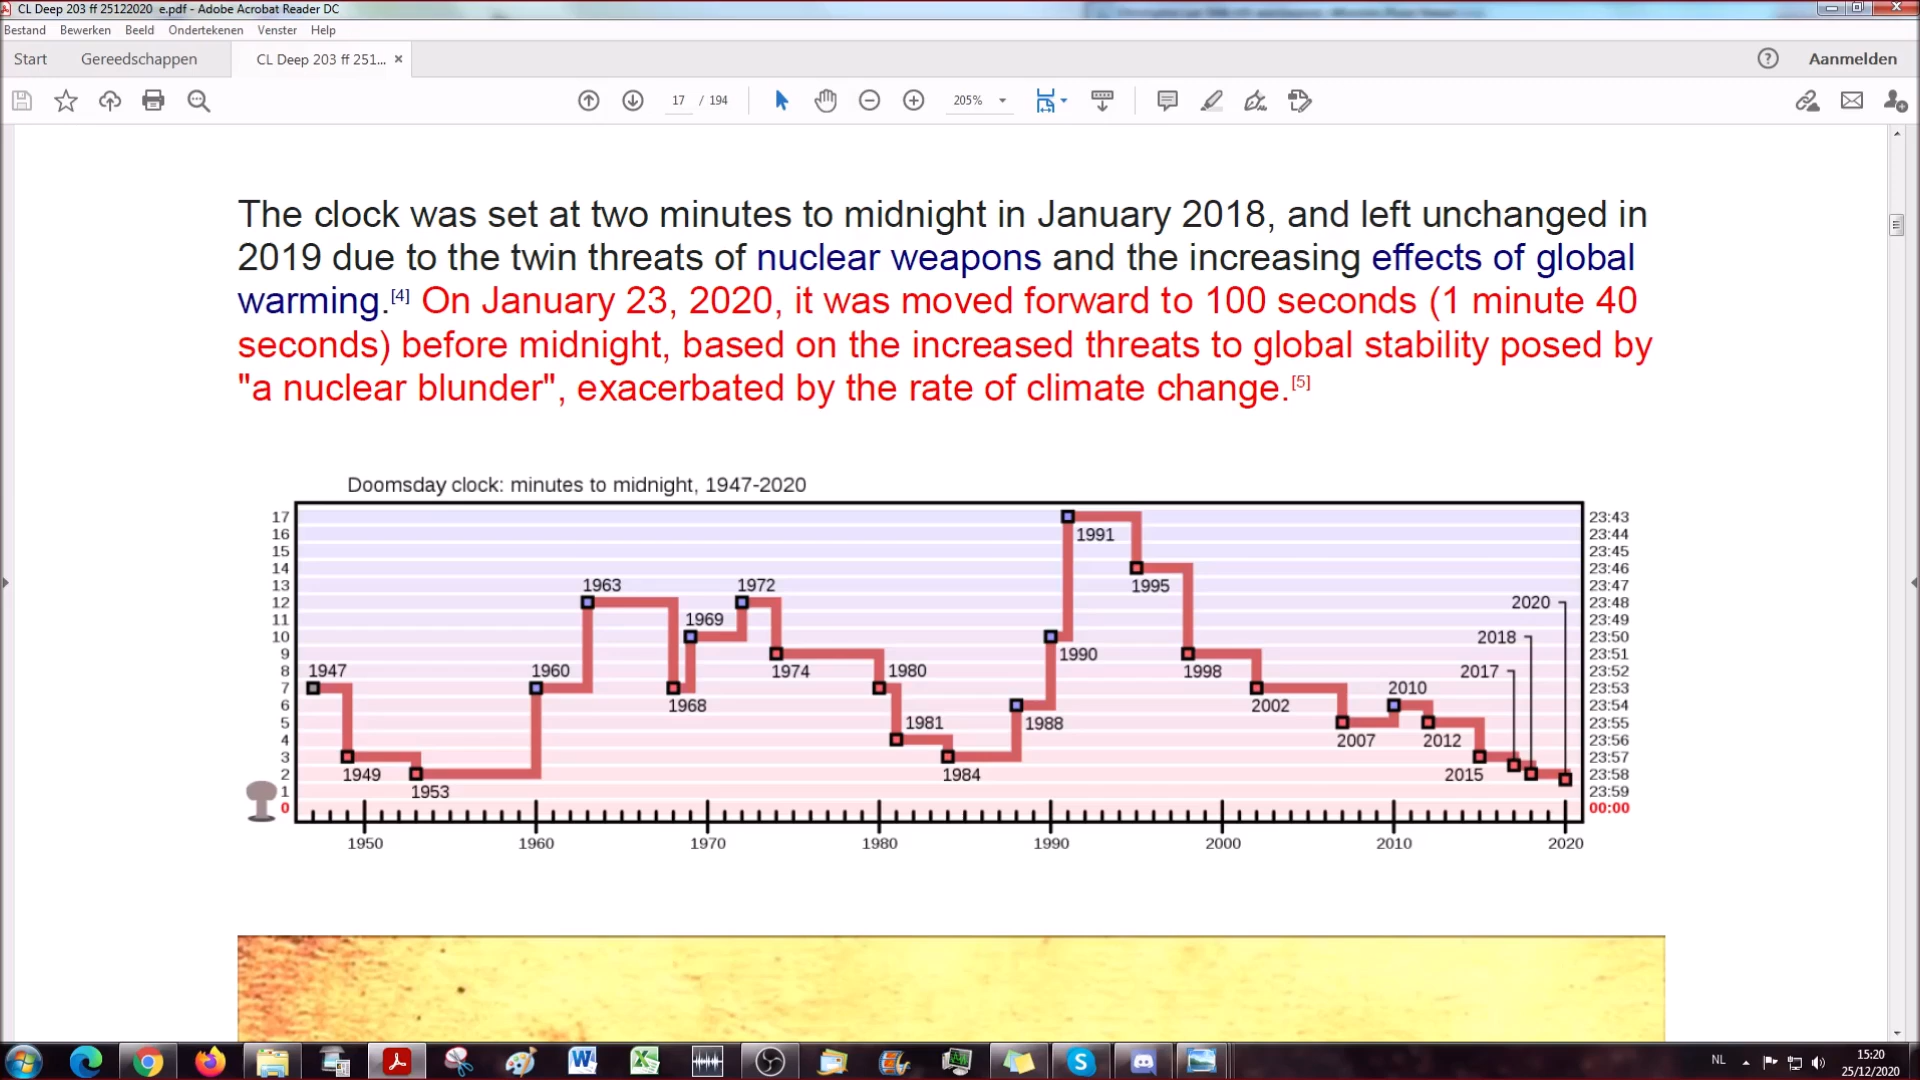 CL Deep 203 ff 25122020  e.pdf - Adobe Acrobat Reader DC
Bestand Bewerken Beeld Ondertekenen Venster Help
Start Gereedschappen CL Deep 203 ff 251... × ? Aanmelden
17 / 194 205%
The clock was set at two minutes to midnight in January 2018, and left unchanged in
2019 due to the twin threats of nuclear weapons and the increasing effects of global
warming.[4] On January 23, 2020, it was moved forward to 100 seconds (1 minute 40
seconds) before midnight, based on the increased threats to global stability posed by
"a nuclear blunder", exacerbated by the rate of climate change.[5]
Doomsday clock: minutes to midnight, 1947-2020
17 23:43
16 1991 23:44
15 23:45
14 23:46
13 1963 1972 1995 23:47
12 2020 23:48
11 1969 23:49
10 2018 23:50
9 1990 23:51
8 1947 1960 1974 1980 1998 2017 23:52
7 2010 23:53
6 1968 2002 23:54
5 1981 1988 23:55
4 2007 2012 23:56
3 23:57
2 1949 1984 2015 23:58
1 1953 23:59
0 00:00
1950 1960 1970 1980 1990 2000 2010 2020
NL 15:20
25/12/2020